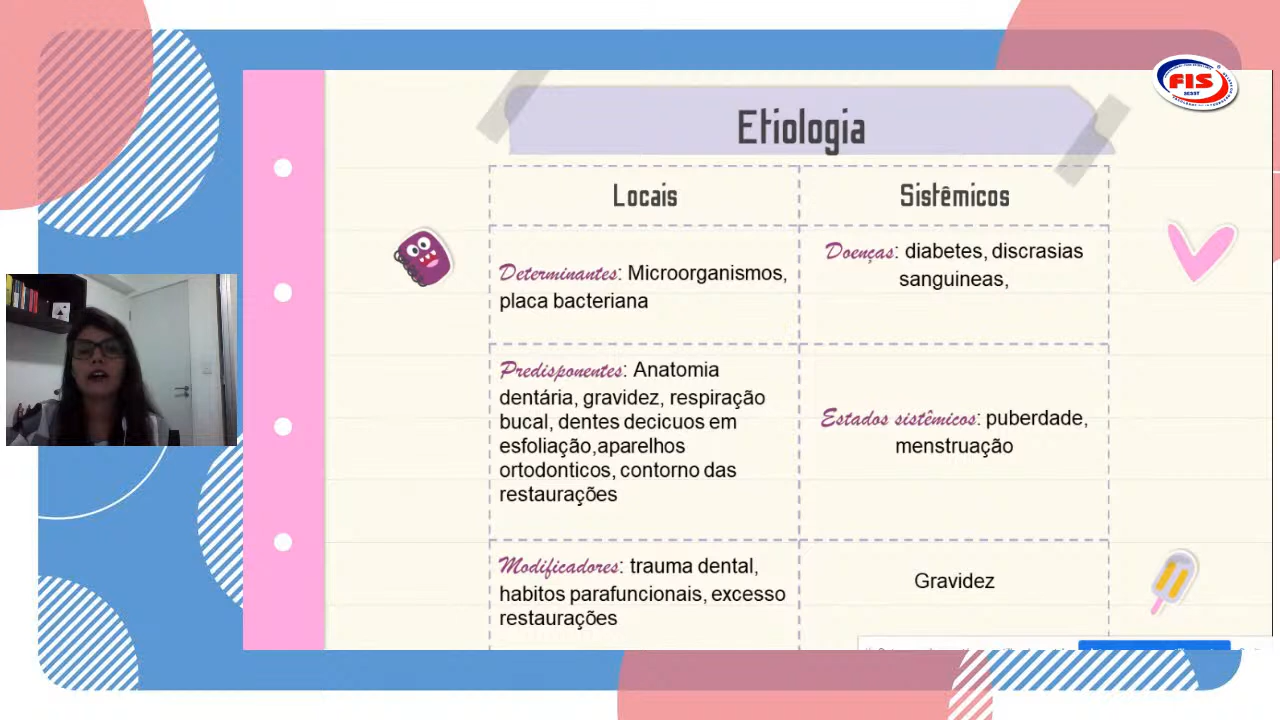 FIS
SESST
Etiologia
Locais
Sistêmicos
Determinantes: Microorganismos,
placa bacteriana
Doenças: diabetes, discrasias
sanguineas,
Predisponentes: Anatomia
dentária, gravidez, respiração
bucal, dentes decicuos em
esfoliação,aparelhos
ortodonticos, contorno das
restaurações
Estados sistêmicos: puberdade,
menstruação
Modificadores: trauma dental,
habitos parafuncionais, excesso
restaurações
Gravidez